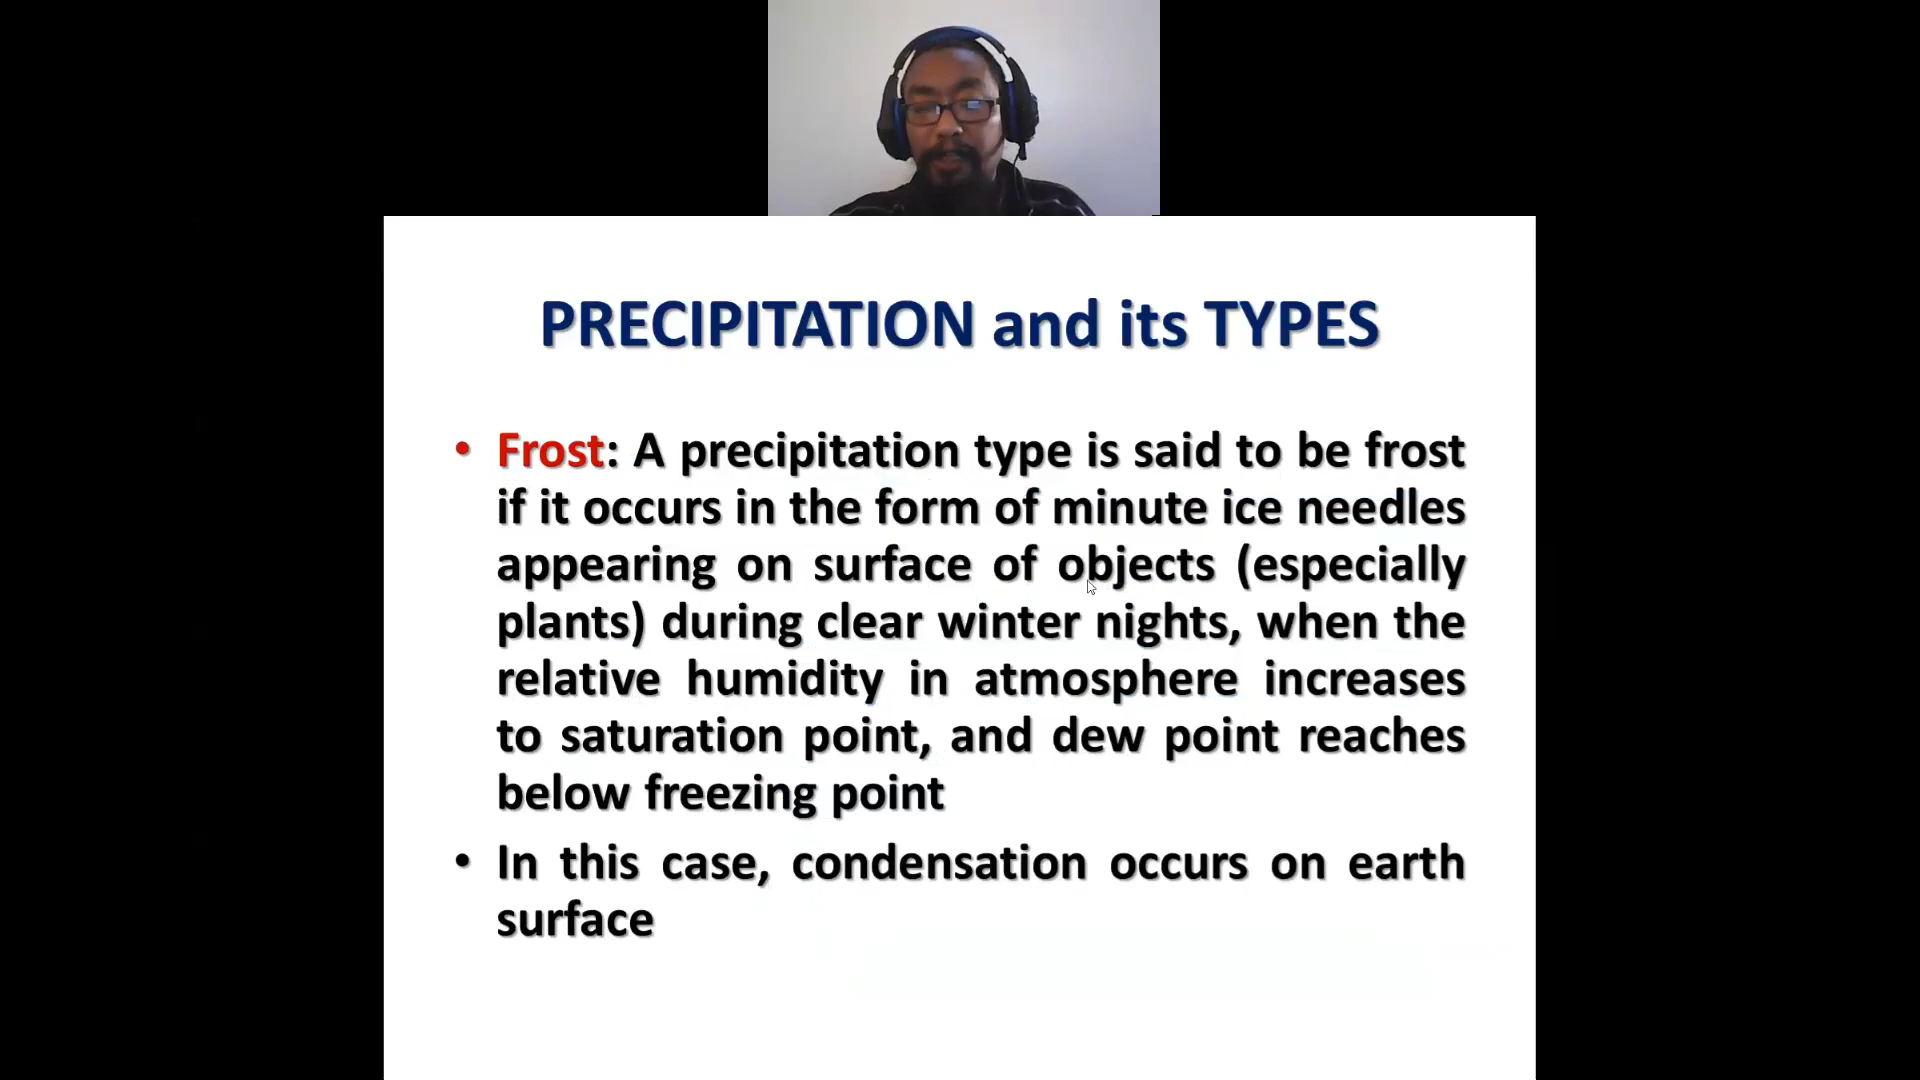 PRECIPITATION and its TYPES
• Frost: A precipitation type is said to be frost
if it occurs in the form of minute ice needles
appearing on surface of objects (especially
plants) during clear winter nights, when the
relative humidity in atmosphere increases
to saturation point, and dew point reaches
below freezing point
• In this case, condensation occurs on earth
surface